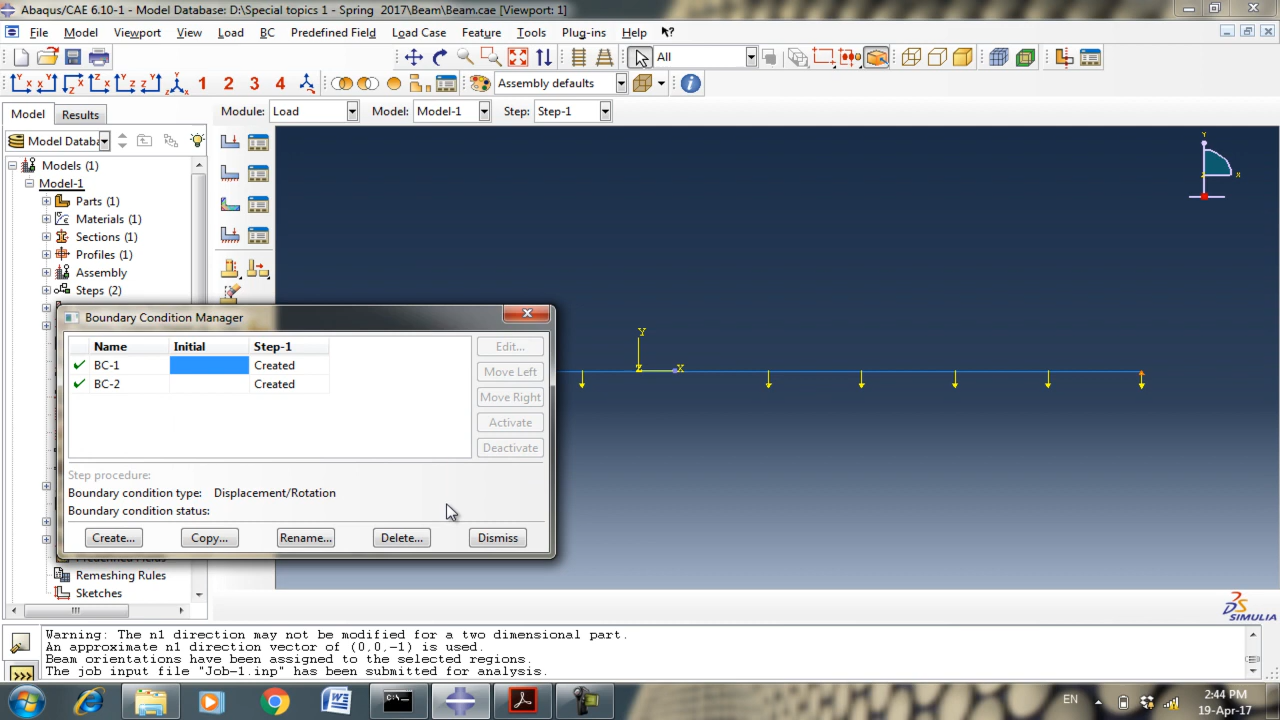 Abaqus/CAE 6.10-1 - Model Database: D:\Special topics 1 - Spring 2017\Beam\Beam.cae [Viewport: 1]
File Model Viewport View Load BC Predefined Field Load Case Feature Tools Plug-ins Help
All
1 2 3 4 Assembly defaults
Model Results Module: Load Model: Model-1 Step: Step-1
Model Databa
Models (1)
Model-1
Parts (1)
Materials (1)
Sections (1)
Profiles (1)
Assembly
Steps (2)
Y
X
Boundary Condition Manager
Name Initial Step-1
BC-1 Created
BC-2 Created
Edit...
Move Left
Move Right
Activate
Deactivate
Step procedure:
Boundary condition type: Displacement/Rotation
Boundary condition status:
Create... Copy... Rename... Delete... Dismiss
Y
Z X
Predefined Fields
Remeshing Rules
Sketches
SIMULIA
Warning: The n1 direction may not be modified for a two dimensional part.
An approximate n1 direction vector of (0,0,-1) is used.
Beam orientations have been assigned to the selected regions.
The job input file "Job-1.inp" has been submitted for analysis.
EN
2:44 PM
19-Apr-17